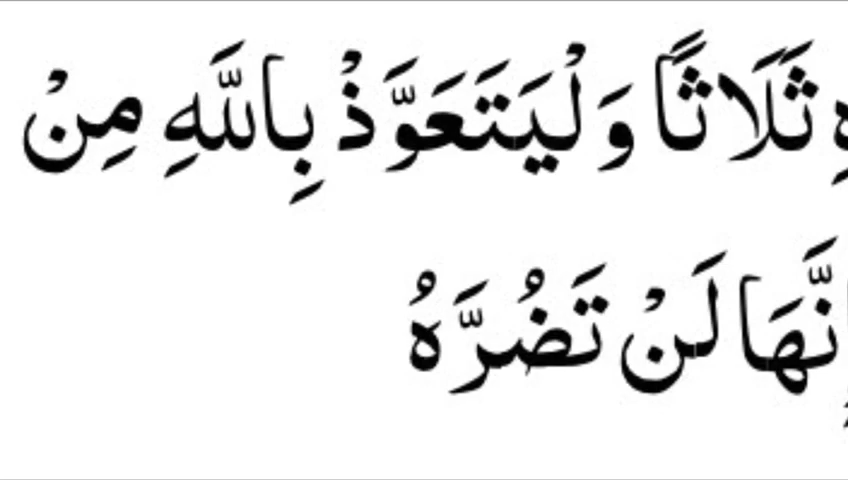 ثَلَاثًا وَلْيَتَعَوَّذْ بِاللَّهِ مِنْ
لَنْ تَضُرَّهُ